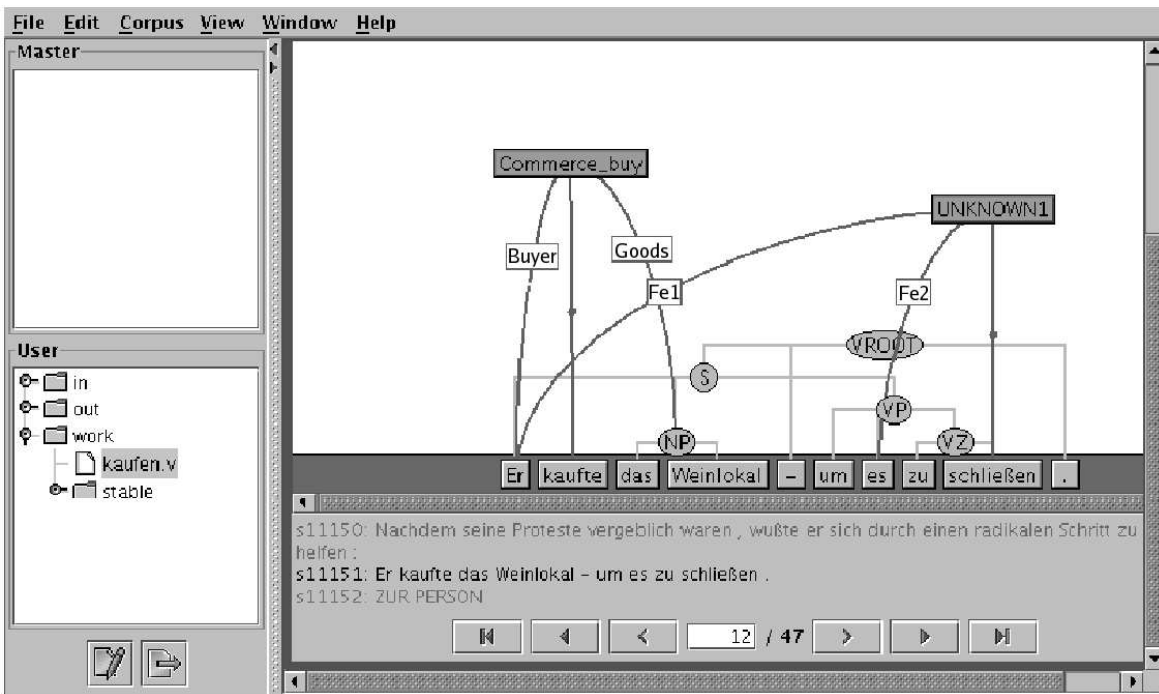 File Edit Corpus View Window Help
Master
User
in
out
work
kaufen.v
stable
Commerce_buy
UNKNOWN1
Buyer
Goods
Fe1
Fe2
VROOT
S
VP
NP
VZ
Er kaufte das Weinlokal – um es zu schließen .
s11150: Nachdem seine Proteste vergeblich waren , wußte er sich durch einen radikalen Schritt zu
helfen :
s11151: Er kaufte das Weinlokal – um es zu schließen .
s11152: ZUR PERSON
12 / 47